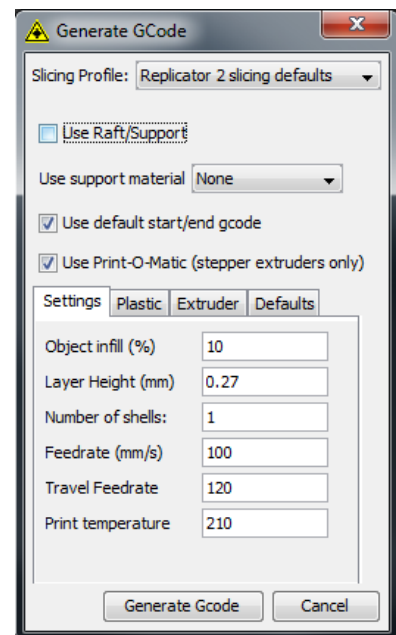 Generate GCode
Slicing Profile: Replicator 2 slicing defaults
Use Raft/Support
Use support material None
Use default start/end gcode
Use Print-O-Matic (stepper extruders only)
Settings Plastic Extruder Defaults
Object infill (%) 10
Layer Height (mm) 0.27
Number of shells: 1
Feedrate (mm/s) 100
Travel Feedrate 120
Print temperature 210
Generate Gcode Cancel